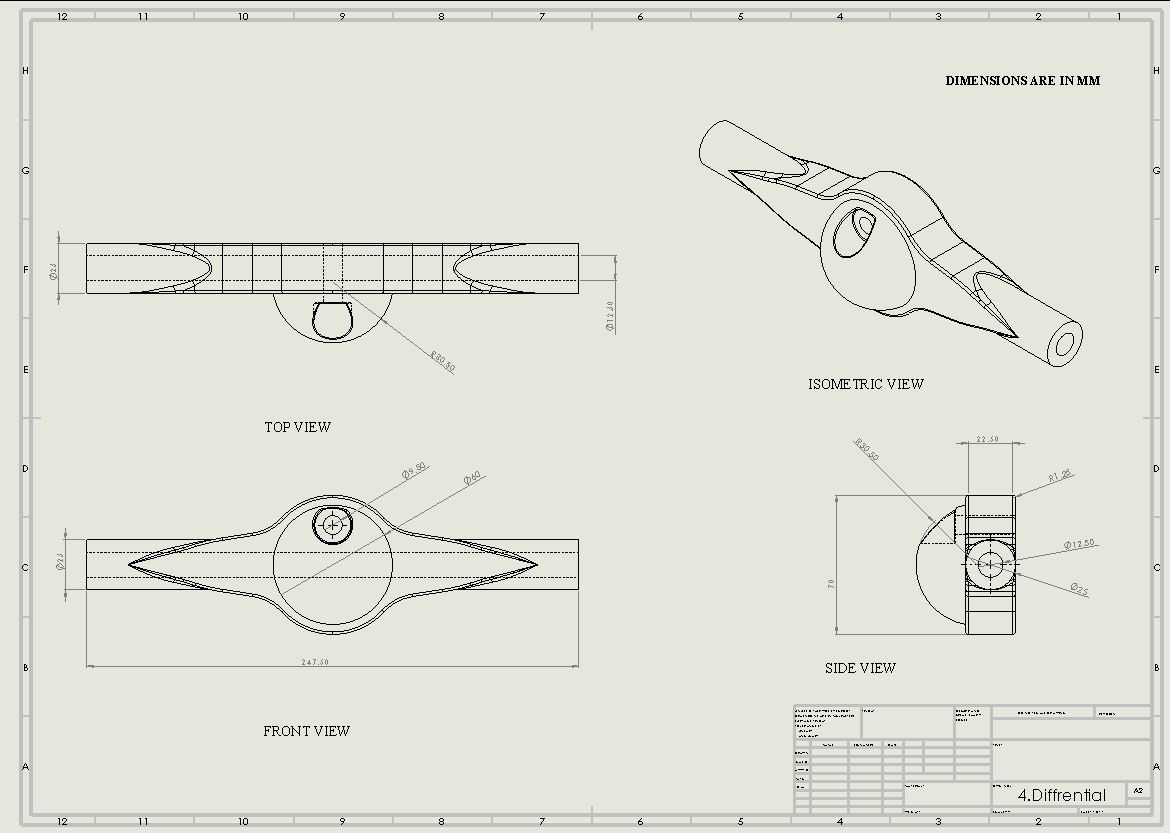 12 11 10 9 8 7 6 5 4 3 2 1
H H
DIMENSIONS ARE IN MM
G G
F F
Ø25
Ø12.50
R30.50
E E
ISOMETRIC VIEW
TOP VIEW
D D
Ø9.50
Ø60
R30.50
22.50
R1.25
Ø25
C C
Ø12.50
Ø25
70
247.50
B B
SIDE VIEW
FRONT VIEW
A A
4.Diffrential
A2
12 11 10 9 8 7 6 5 4 3 2 1